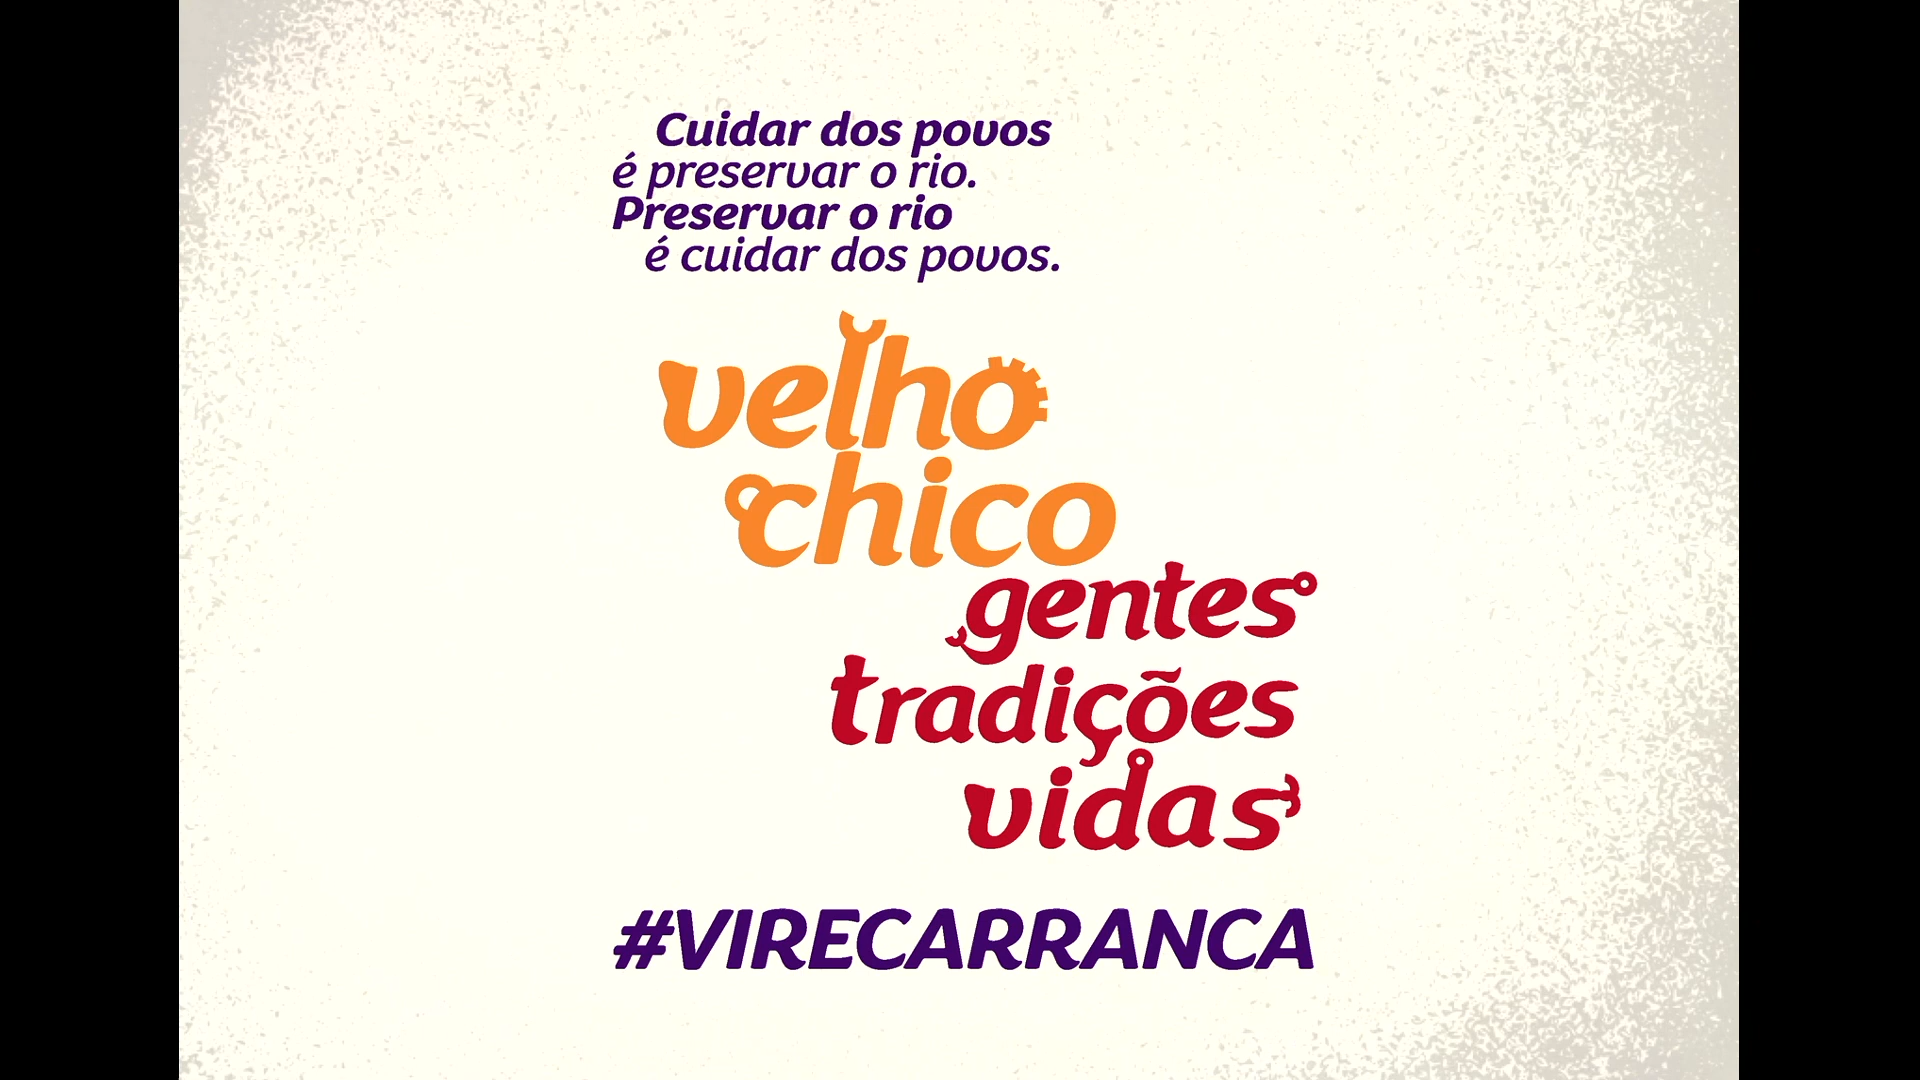 Cuidar dos povos
é preservar o rio.
Preservar o rio
é cuidar dos povos.
velho
chico
gentes
tradições
vidas
#VIRECARRANCA